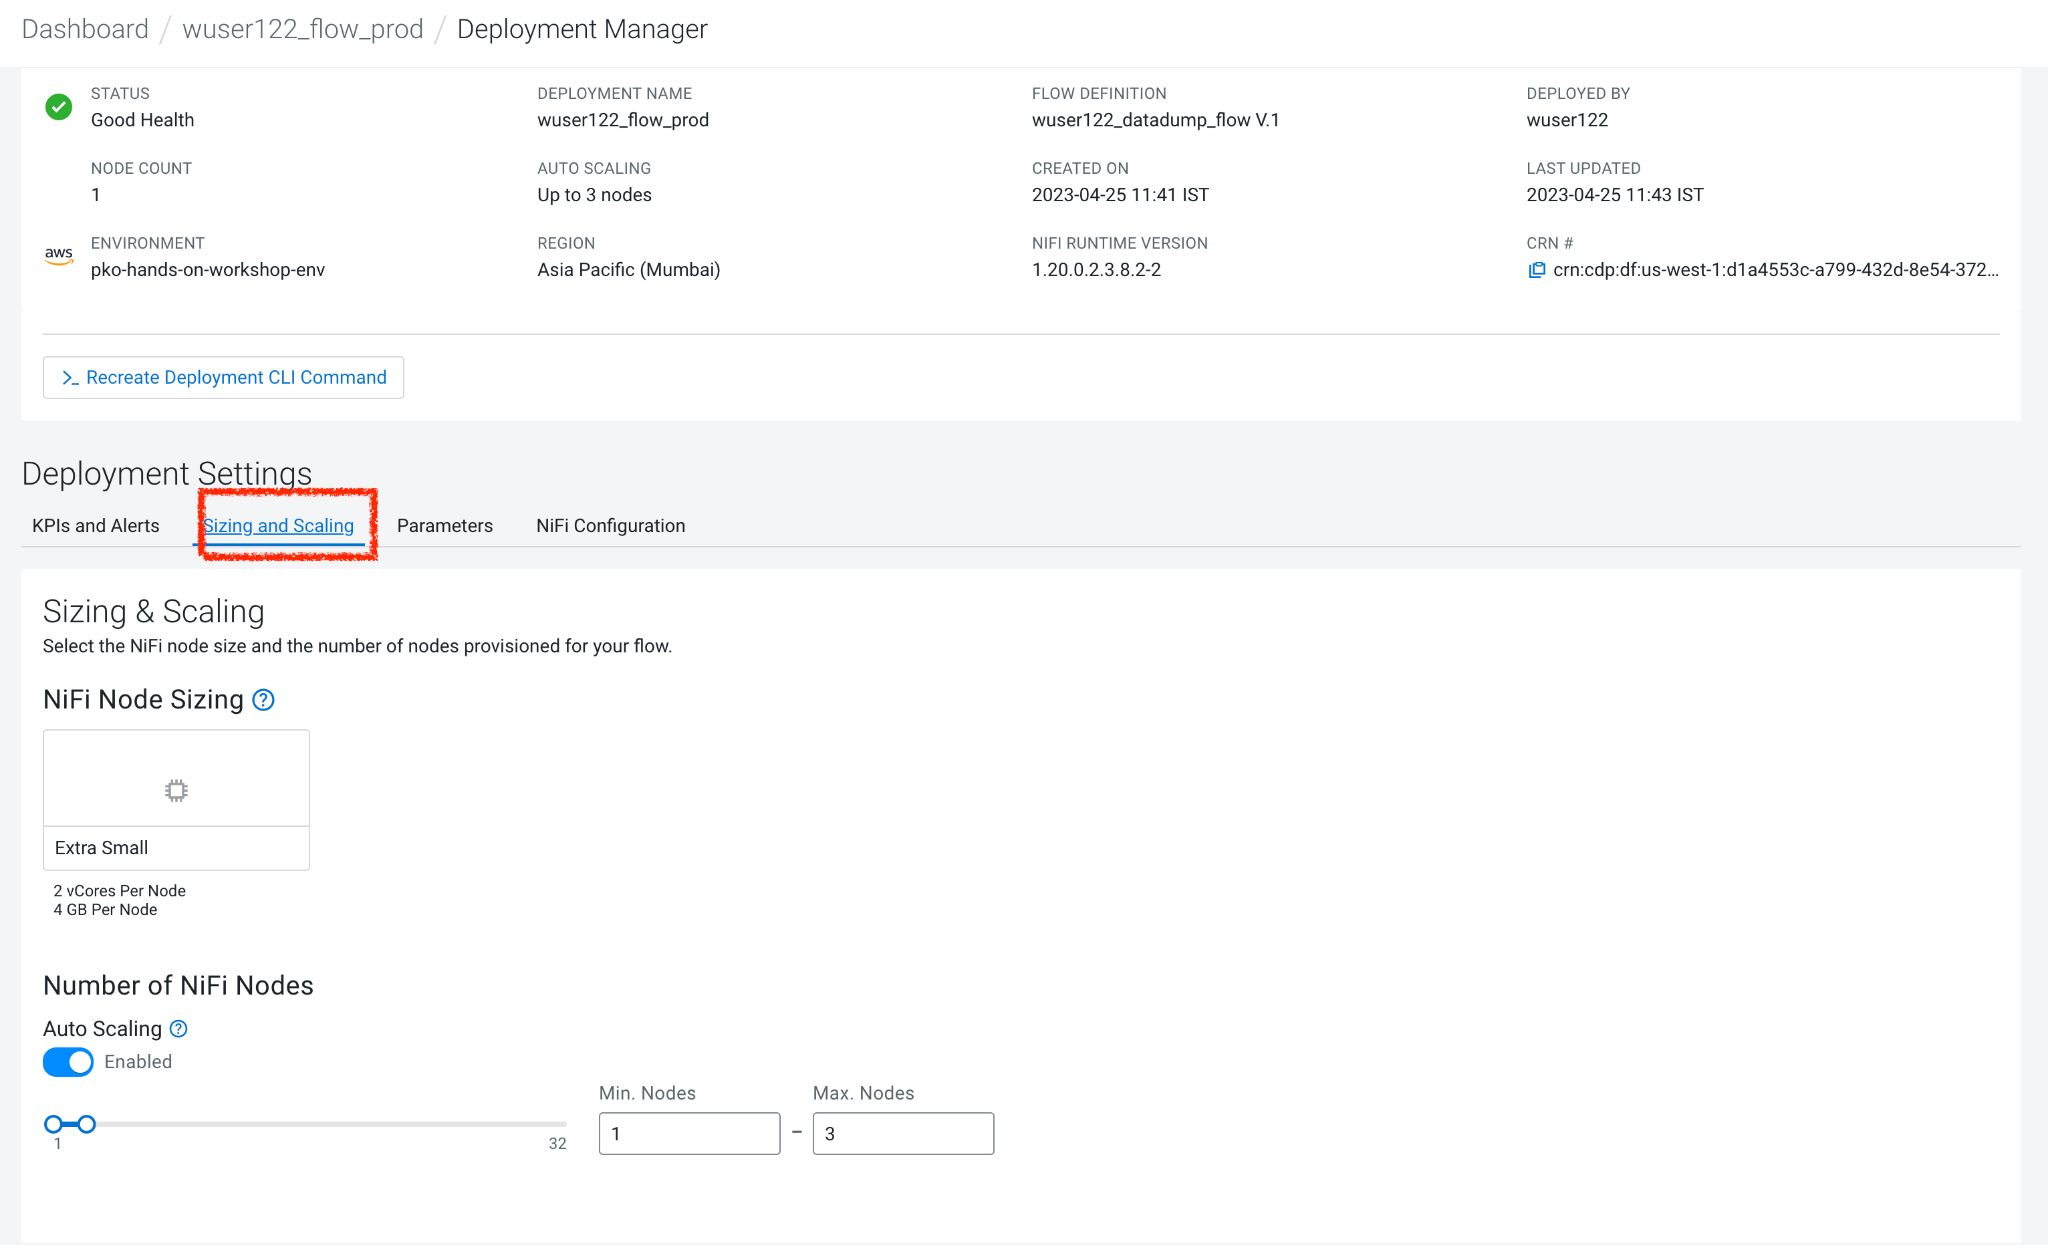 Dashboard / wuser122_flow_prod / Deployment Manager
STATUS
Good Health
DEPLOYMENT NAME
wuser122_flow_prod
FLOW DEFINITION
wuser122_datadump_flow V.1
DEPLOYED BY
wuser122
NODE COUNT
1
AUTO SCALING
Up to 3 nodes
CREATED ON
2023-04-25 11:41 IST
LAST UPDATED
2023-04-25 11:43 IST
aws
ENVIRONMENT
pko-hands-on-workshop-env
REGION
Asia Pacific (Mumbai)
NIFI RUNTIME VERSION
1.20.0.2.3.8.2-2
CRN #
crn:cdp:df:us-west-1:d1a4553c-a799-432d-8e54-372...
>_ Recreate Deployment CLI Command
Deployment Settings
KPIs and Alerts
Sizing and Scaling
Parameters
NiFi Configuration
Sizing & Scaling
Select the NiFi node size and the number of nodes provisioned for your flow.
NiFi Node Sizing ?
Extra Small
2 vCores Per Node
4 GB Per Node
Number of NiFi Nodes
Auto Scaling ?
Enabled
1
32
Min. Nodes
1
–
Max. Nodes
3